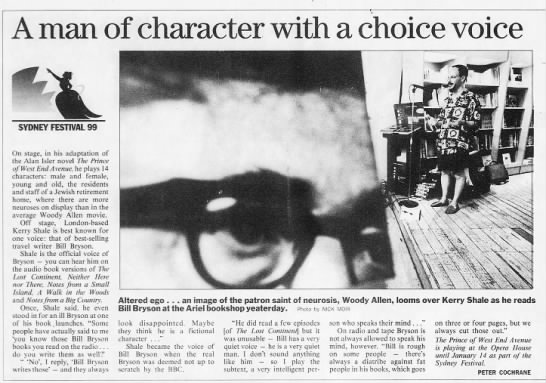 A man of character with a choice voice
SYDNEY FESTIVAL 99
On stage, in his adaptation of
the Alan Isler novel The Prince
of West End Avenue, he plays 14
characters: male and female,
young and old, the residents
and staff of a Jewish retirement
home, where there are more
neuroses on display than in the
average Woody Allen movie.
Off stage, London-based
Kerry Shale is best known for
one voice: that of best-selling
travel writer Bill Bryson.
Shale is the official voice of
Bryson — you can hear him on
the audio book versions of The
Lost Continent, Neither Here
nor There, Notes from a Small
Island, A Walk in the Woods
and Notes from a Big Country.
Once, Shale said, he even
stood in for an ill Bryson at one
of his book launches. "Some
people have actually said to me
'you know those Bill Bryson
books you read on the radio ...
do you write them as well?'
"'No', I reply, 'Bill Bryson
writes those' — and they always
Altered ego . . . an image of the patron saint of neurosis, Woody Allen, looms over Kerry Shale as he reads
Bill Bryson at the Ariel bookshop yesterday. Photo by NICK MOIR
look disappointed. Maybe
they think he is a fictional
character ..."
Shale became the voice of
Bill Bryson when the real
Bryson was deemed not up to
scratch by the BBC.
"He did read a few episodes
[of The Lost Continent] but it
was unusable — Bill has a very
quiet voice — he is a very quiet
man. I don't sound anything
like him — so I play the
subtext, a very intelligent per-
son who speaks their mind ..."
On radio and tape Bryson is
not always allowed to speak his
mind, however. "Bill is rough
on some people — there's
always a diatribe against fat
people in his books, which goes
on three or four pages, but we
always cut those out."
The Prince of West End Avenue
is playing at the Opera House
until January 14 as part of the
Sydney Festival.
PETER COCHRANE